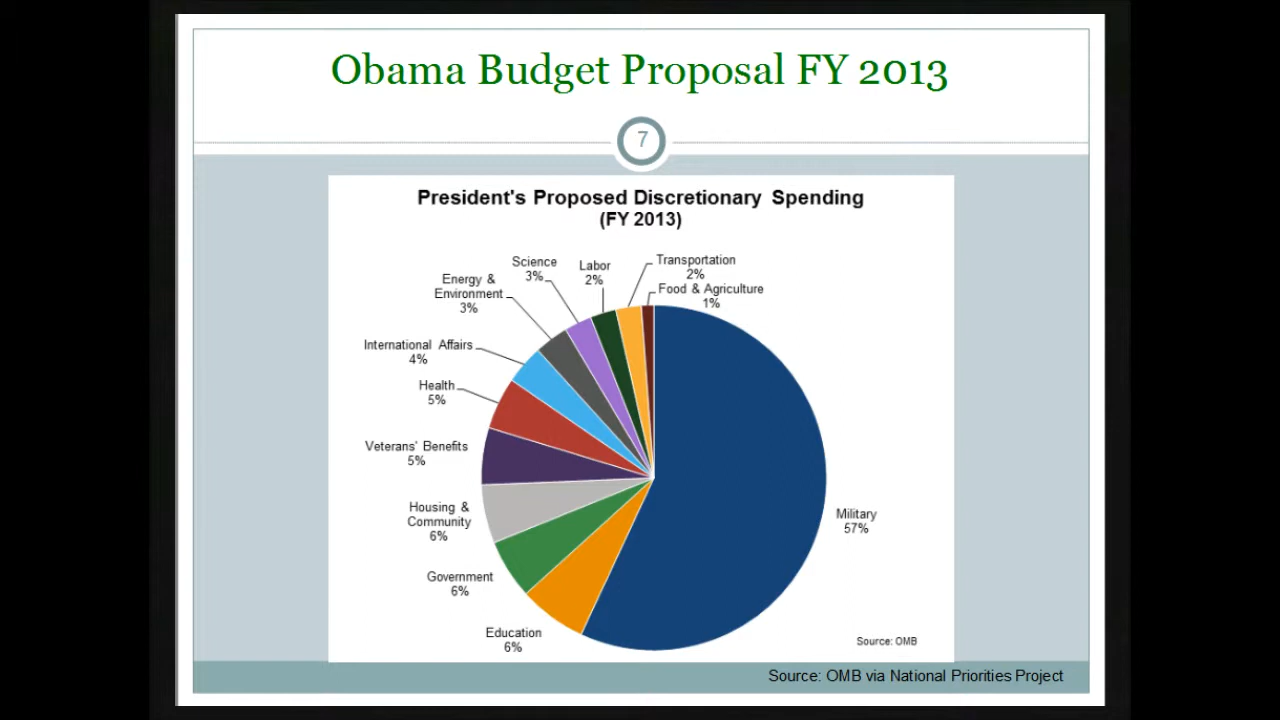 Obama Budget Proposal FY 2013
7
President's Proposed Discretionary Spending
(FY 2013)
Science
3%
Labor
2%
Transportation
2%
Energy &
Environment
3%
Food & Agriculture
1%
International Affairs
4%
Health
5%
Veterans' Benefits
5%
Housing &
Community
6%
Military
57%
Government
6%
Education
6%
Source: OMB
Source: OMB via National Priorities Project